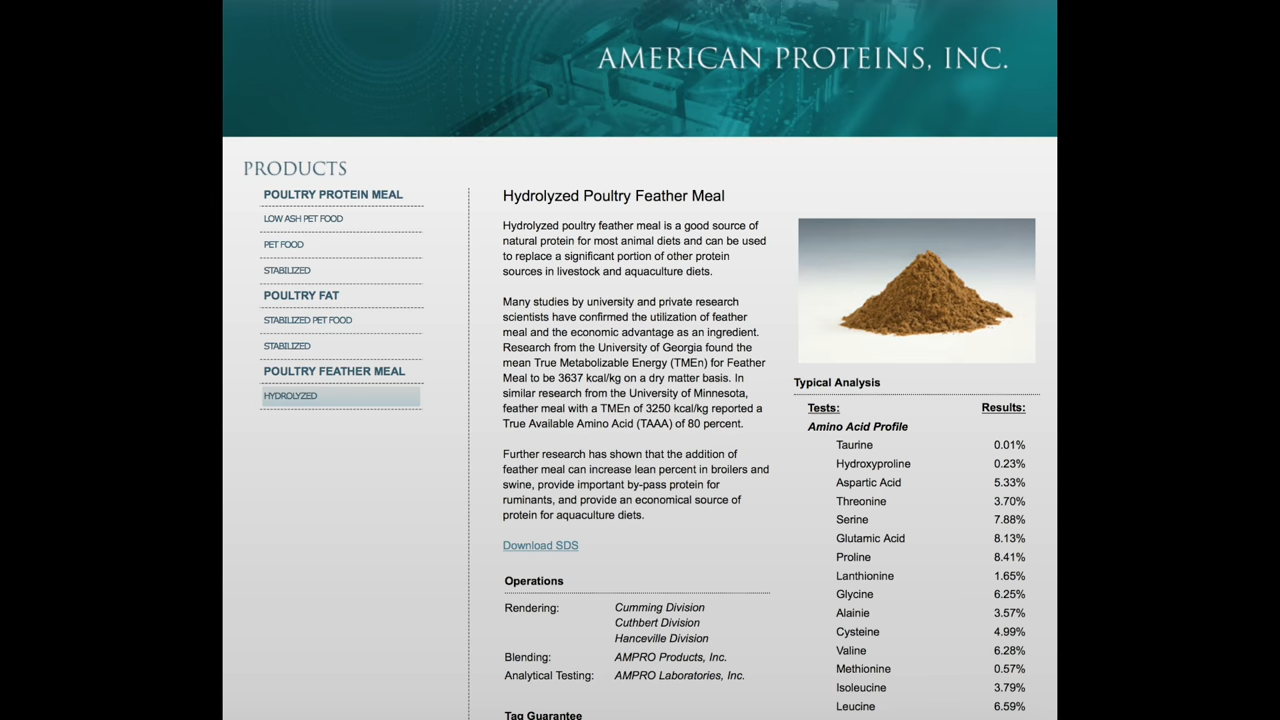 AMERICAN PROTEINS, INC.
PRODUCTS
POULTRY PROTEIN MEAL
LOW ASH PET FOOD
PET FOOD
STABILIZED
POULTRY FAT
STABILIZED PET FOOD
STABILIZED
POULTRY FEATHER MEAL
HYDROLYZED
Hydrolyzed Poultry Feather Meal
Hydrolyzed poultry feather meal is a good source of
natural protein for most animal diets and can be used
to replace a significant portion of other protein
sources in livestock and aquaculture diets.
Many studies by university and private research
scientists have confirmed the utilization of feather
meal and the economic advantage as an ingredient.
Research from the University of Georgia found the
mean True Metabolizable Energy (TMEn) for Feather
Meal to be 3637 kcal/kg on a dry matter basis. In
similar research from the University of Minnesota,
feather meal with a TMEn of 3250 kcal/kg reported a
True Available Amino Acid (TAAA) of 80 percent.
Further research has shown that the addition of
feather meal can increase lean percent in broilers and
swine, provide important by-pass protein for
ruminants, and provide an economical source of
protein for aquaculture diets.
Download SDS
Operations
Rendering: Cumming Division
Cuthbert Division
Hanceville Division
Blending: AMPRO Products, Inc.
Analytical Testing: AMPRO Laboratories, Inc.
Tag Guarantee
Typical Analysis
Tests: Results:
Amino Acid Profile
Taurine 0.01%
Hydroxyproline 0.23%
Aspartic Acid 5.33%
Threonine 3.70%
Serine 7.88%
Glutamic Acid 8.13%
Proline 8.41%
Lanthionine 1.65%
Glycine 6.25%
Alainie 3.57%
Cysteine 4.99%
Valine 6.28%
Methionine 0.57%
Isoleucine 3.79%
Leucine 6.59%